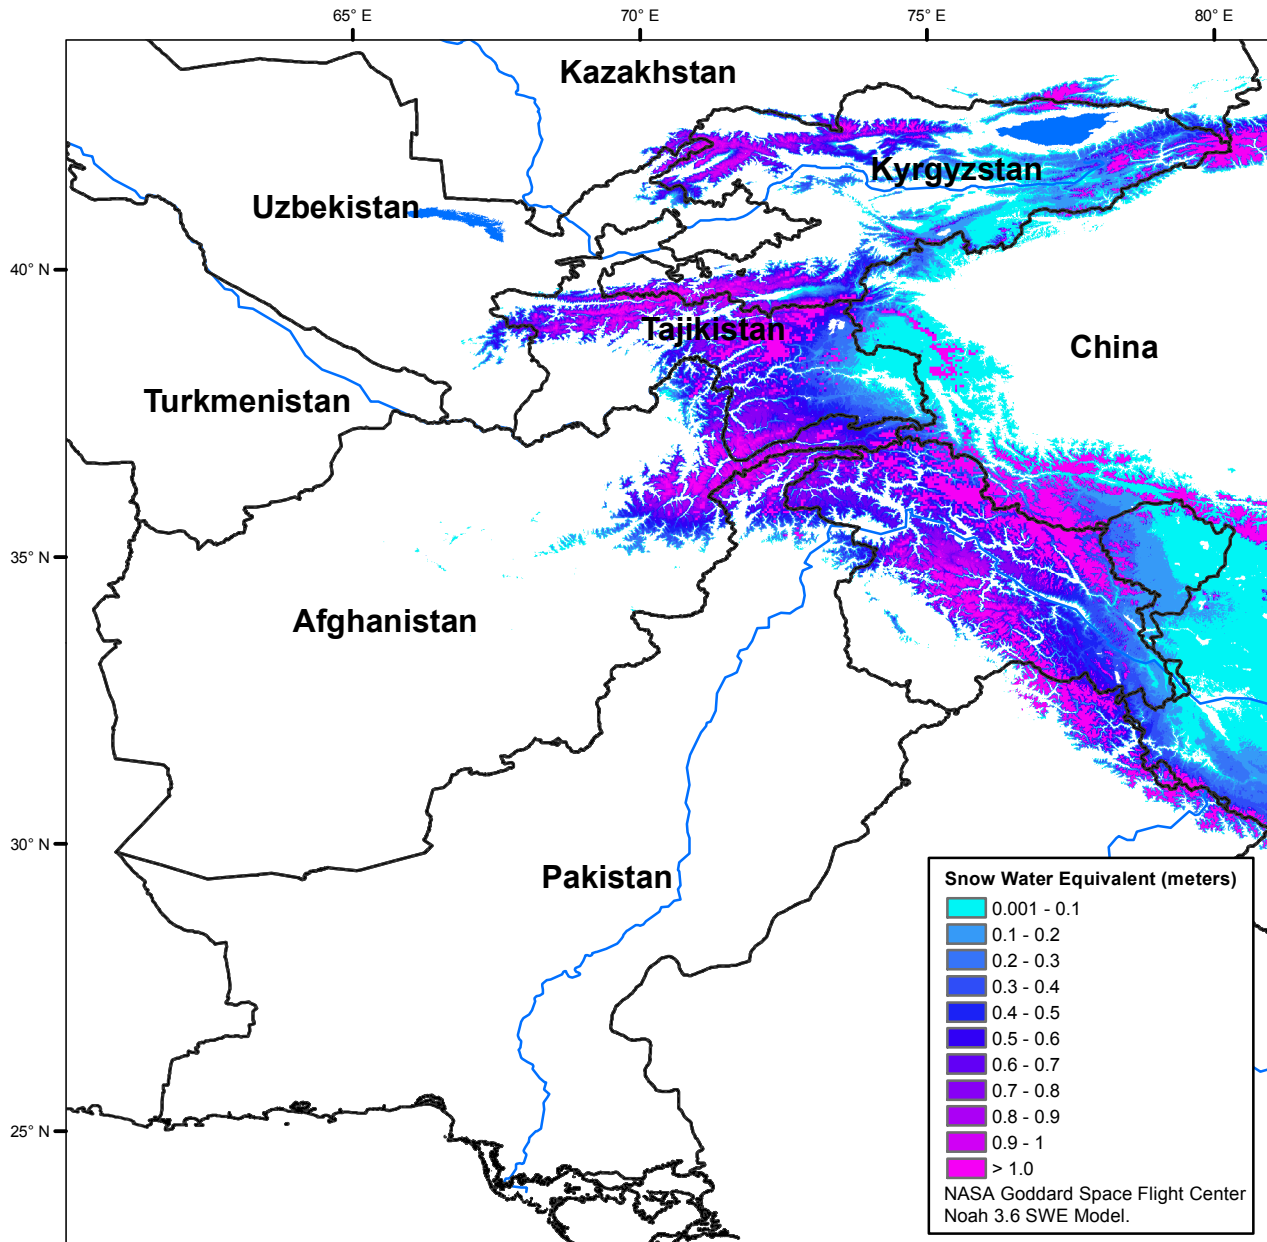 65° E 70° E 75° E 80° E
Kazakhstan
Kyrgyzstan
Uzbekistan
40° N
Tajikistan
China
Turkmenistan
35° N
Afghanistan
30° N
Pakistan
25° N
Snow Water Equivalent (meters)
0.001 - 0.1
0.1 - 0.2
0.2 - 0.3
0.3 - 0.4
0.4 - 0.5
0.5 - 0.6
0.6 - 0.7
0.7 - 0.8
0.8 - 0.9
0.9 - 1
> 1.0
NASA Goddard Space Flight Center
Noah 3.6 SWE Model.